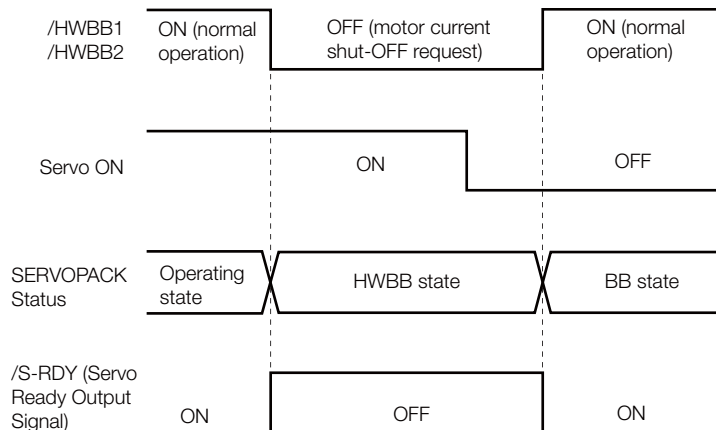 /HWBB1
/HWBB2
ON (normal
operation)
OFF (motor current
shut-OFF request)
ON (normal
operation)
Servo ON
ON
OFF
SERVOPACK
Status
Operating
state
HWBB state
BB state
/S-RDY (Servo
Ready Output
Signal)
ON
OFF
ON